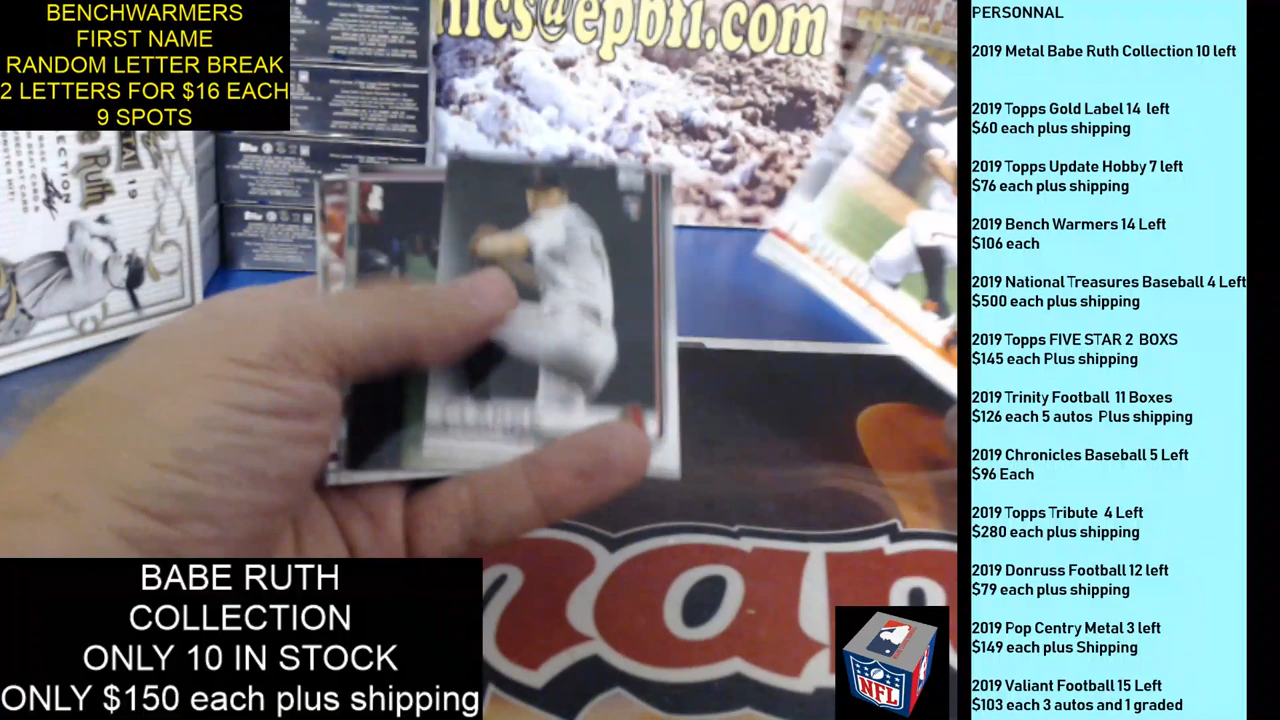 BENCHWARMERS
FIRST NAME
RANDOM LETTER BREAK
2 LETTERS FOR $16 EACH
9 SPOTS
nics@epbti.com
BABE RUTH
COLLECTION
ONLY 10 IN STOCK
ONLY $150 each plus shipping
NFL
PERSONNAL
2019 Metal Babe Ruth Collection 10 left
2019 Topps Gold Label 14 left
$60 each plus shipping
2019 Topps Update Hobby 7 left
$76 each plus shipping
2019 Bench Warmers 14 Left
$106 each
2019 National Treasures Baseball 4 Left
$500 each plus shipping
2019 Topps FIVE STAR 2 BOXS
$145 each Plus shipping
2019 Trinity Football 11 Boxes
$126 each 5 autos Plus shipping
2019 Chronicles Baseball 5 Left
$96 Each
2019 Topps Tribute 4 Left
$280 each plus shipping
2019 Donruss Football 12 left
$79 each plus shipping
2019 Pop Centry Metal 3 left
$149 each plus Shipping
2019 Valiant Football 15 Left
$103 each 3 autos and 1 graded